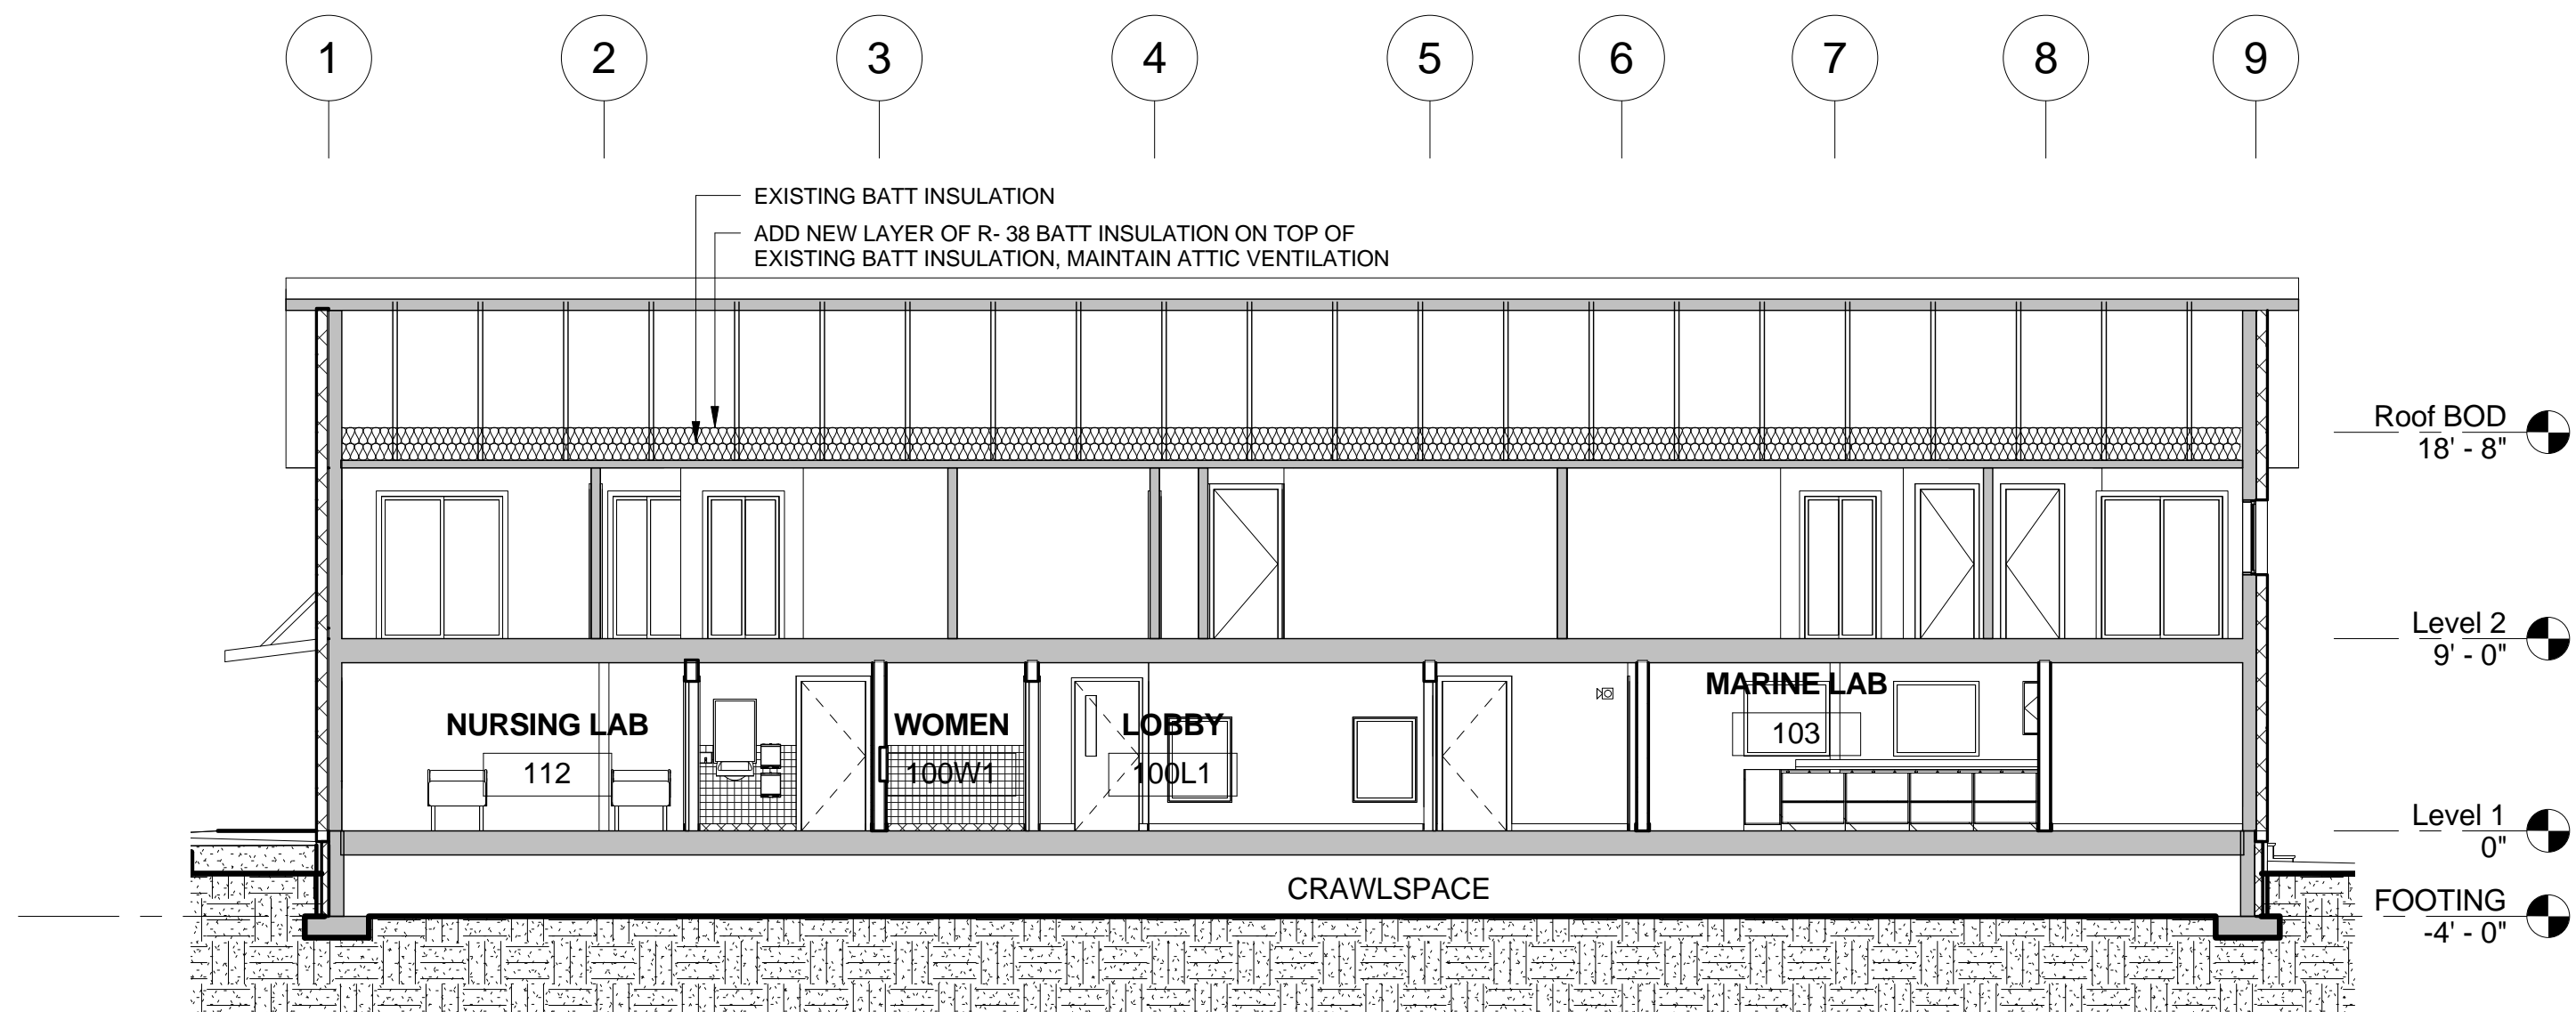 1 2 3 4 5 6 7 8 9
EXISTING BATT INSULATION
ADD NEW LAYER OF R- 38 BATT INSULATION ON TOP OF
EXISTING BATT INSULATION, MAINTAIN ATTIC VENTILATION
Roof BOD
18' - 8"
Level 2
9' - 0"
MARINE LAB
103
NURSING LAB
112
WOMEN
100W1
LOBBY
100L1
Level 1
0"
CRAWLSPACE
FOOTING
-4' - 0"